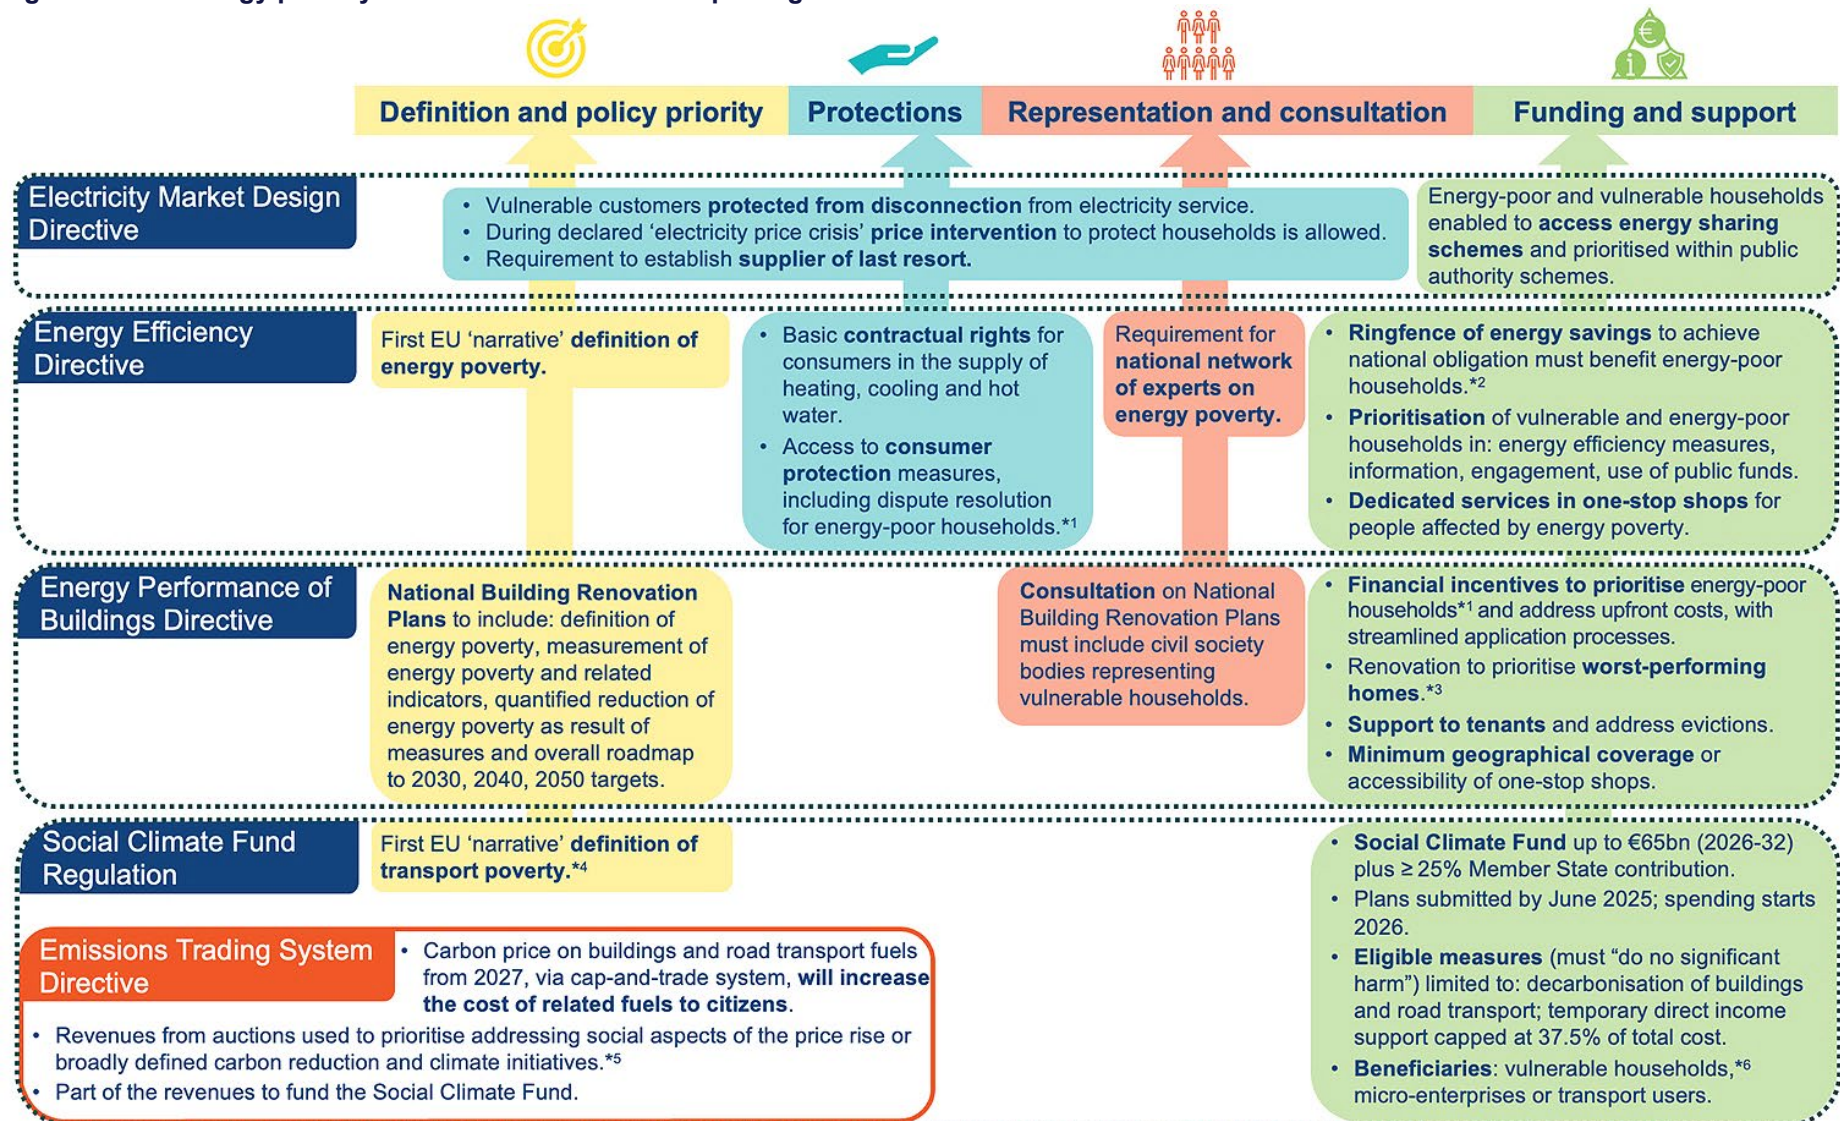 Definition and policy priority
Protections
Representation and consultation
Funding and support
Electricity Market Design
Directive
• Vulnerable customers protected from disconnection from electricity service.
• During declared ‘electricity price crisis’ price intervention to protect households is allowed.
• Requirement to establish supplier of last resort.
Energy-poor and vulnerable households
enabled to access energy sharing
schemes and prioritised within public
authority schemes.
Energy Efficiency
Directive
First EU ‘narrative’ definition of
energy poverty.
• Basic contractual rights for
consumers in the supply of
heating, cooling and hot
water.
• Access to consumer
protection measures,
including dispute resolution
for energy-poor households.*1
Requirement for
national network
of experts on
energy poverty.
• Ringfence of energy savings to achieve
national obligation must benefit energy-poor
households.*2
• Prioritisation of vulnerable and energy-poor
households in: energy efficiency measures,
information, engagement, use of public funds.
• Dedicated services in one-stop shops for
people affected by energy poverty.
Energy Performance of
Buildings Directive
National Building Renovation
Plans to include: definition of
energy poverty, measurement of
energy poverty and related
indicators, quantified reduction of
energy poverty as result of
measures and overall roadmap
to 2030, 2040, 2050 targets.
Consultation on National
Building Renovation Plans
must include civil society
bodies representing
vulnerable households.
• Financial incentives to prioritise energy-poor
households*1 and address upfront costs, with
streamlined application processes.
• Renovation to prioritise worst-performing
homes.*3
• Support to tenants and address evictions.
• Minimum geographical coverage or
accessibility of one-stop shops.
Social Climate Fund
Regulation
First EU ‘narrative’ definition of
transport poverty.*4
• Social Climate Fund up to €65bn (2026-32)
plus ≥ 25% Member State contribution.
• Plans submitted by June 2025; spending starts
2026.
• Eligible measures (must “do no significant
harm”) limited to: decarbonisation of buildings
and road transport; temporary direct income
support capped at 37.5% of total cost.
• Beneficiaries: vulnerable households,*6
micro-enterprises or transport users.
Emissions Trading System
Directive
• Carbon price on buildings and road transport fuels
from 2027, via cap-and-trade system, will increase
the cost of related fuels to citizens.
• Revenues from auctions used to prioritise addressing social aspects of the price rise or
broadly defined carbon reduction and climate initiatives.*5
• Part of the revenues to fund the Social Climate Fund.